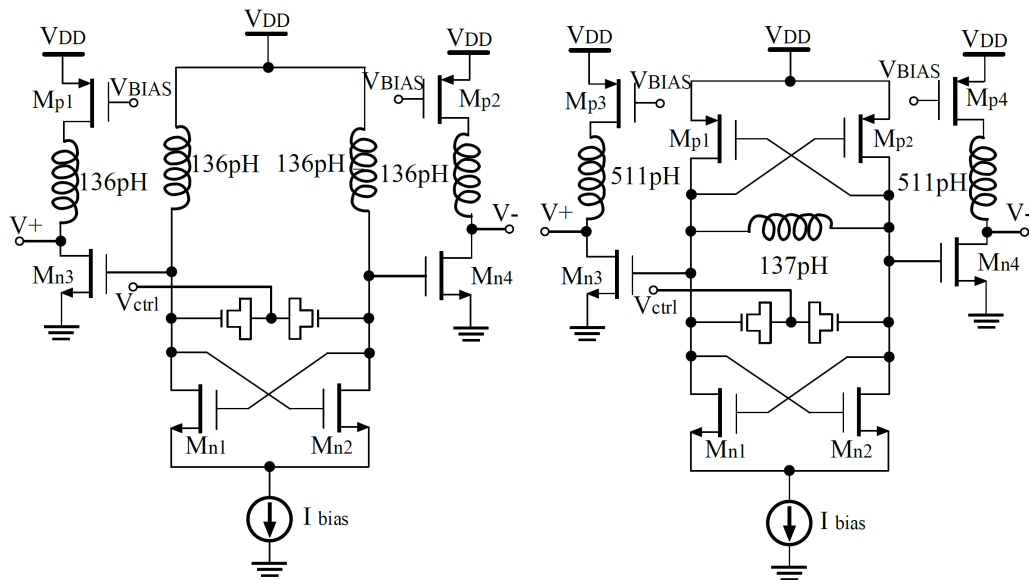 VDD
VDD
VDD
VBIAS
VBIAS
Mp1
Mp2
136pH
136pH
136pH
136pH
V+
V-
Mn3
Mn4
Vctrl
Mn1
Mn2
I bias
VDD
VDD
VDD
VBIAS
VBIAS
Mp3
Mp4
Mp1
Mp2
511pH
511pH
V+
V-
137pH
Mn3
Mn4
Vctrl
Mn1
Mn2
I bias